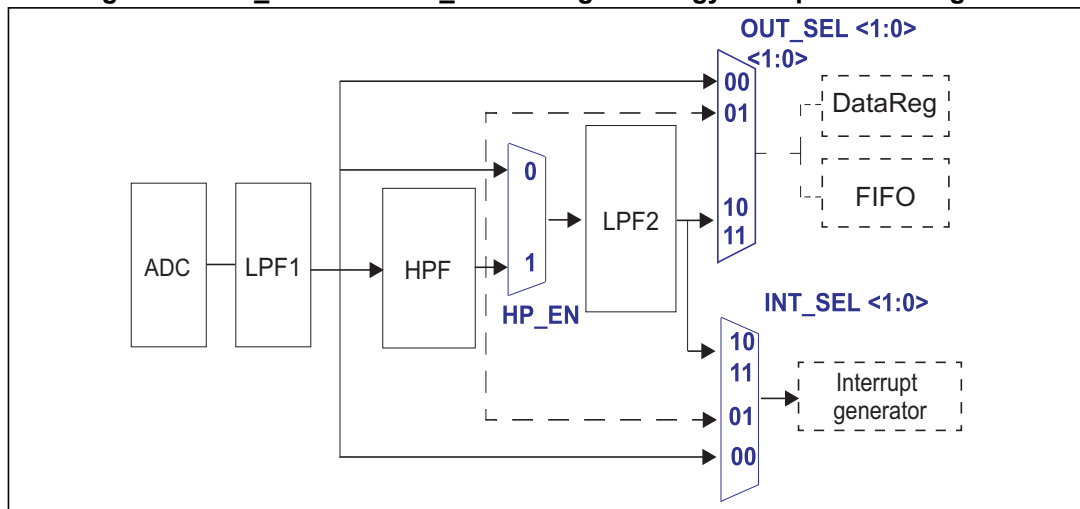 OUT_SEL <1:0>
<1:0>
00
01
10
11
DataReg
FIFO
0
1
HP_EN
ADC
LPF1
HPF
LPF2
INT_SEL <1:0>
10
11
01
00
Interrupt
generator